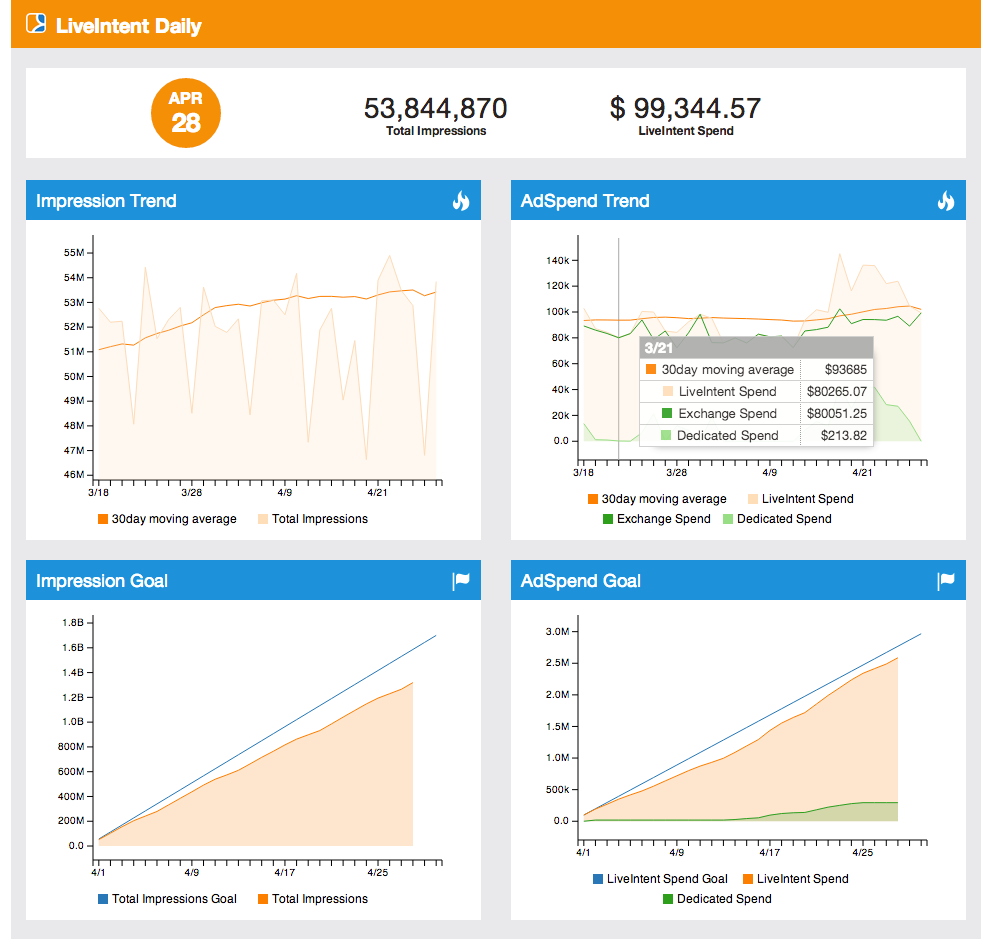 LiveIntent Daily
APR
28
53,844,870
Total Impressions
$ 99,344.57
LiveIntent Spend
Impression Trend
55M
54M
53M
52M
51M
50M
49M
48M
47M
46M
3/18
3/28
4/9
4/21
30day moving average
Total Impressions
AdSpend Trend
140k
120k
100k
80k
60k
40k
20k
0.0
3/21
30day moving average $93685
LiveIntent Spend $80265.07
Exchange Spend $80051.25
Dedicated Spend $213.82
3/18
3/28
4/9
4/21
30day moving average
LiveIntent Spend
Exchange Spend
Dedicated Spend
Impression Goal
1.8B
1.6B
1.4B
1.2B
1.0B
800M
600M
400M
200M
0.0
4/1
4/9
4/17
4/25
Total Impressions Goal
Total Impressions
AdSpend Goal
3.0M
2.5M
2.0M
1.5M
1.0M
500k
0.0
4/1
4/9
4/17
4/25
LiveIntent Spend Goal
LiveIntent Spend
Dedicated Spend